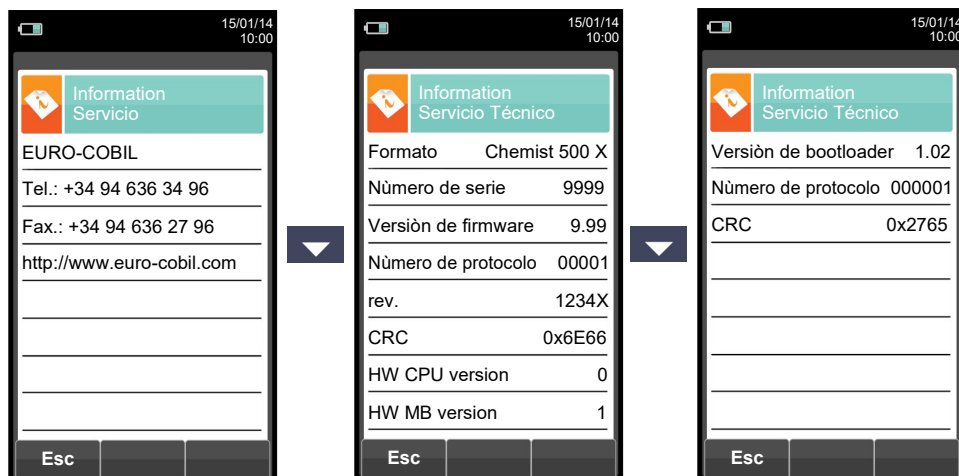 15/01/14
10:00
Information
Servicio
EURO-COBIL
Tel.: +34 94 636 34 96
Fax.: +34 94 636 27 96
http://www.euro-cobil.com
Esc
15/01/14
10:00
Information
Servicio Técnico
Formato Chemist 500 X
Nùmero de serie 9999
Versiòn de firmware 9.99
Nùmero de protocolo 00001
rev. 1234X
CRC 0x6E66
HW CPU version 0
HW MB version 1
Esc
15/01/14
10:00
Information
Servicio Técnico
Versiòn de bootloader 1.02
Nùmero de protocolo 000001
CRC 0x2765
Esc